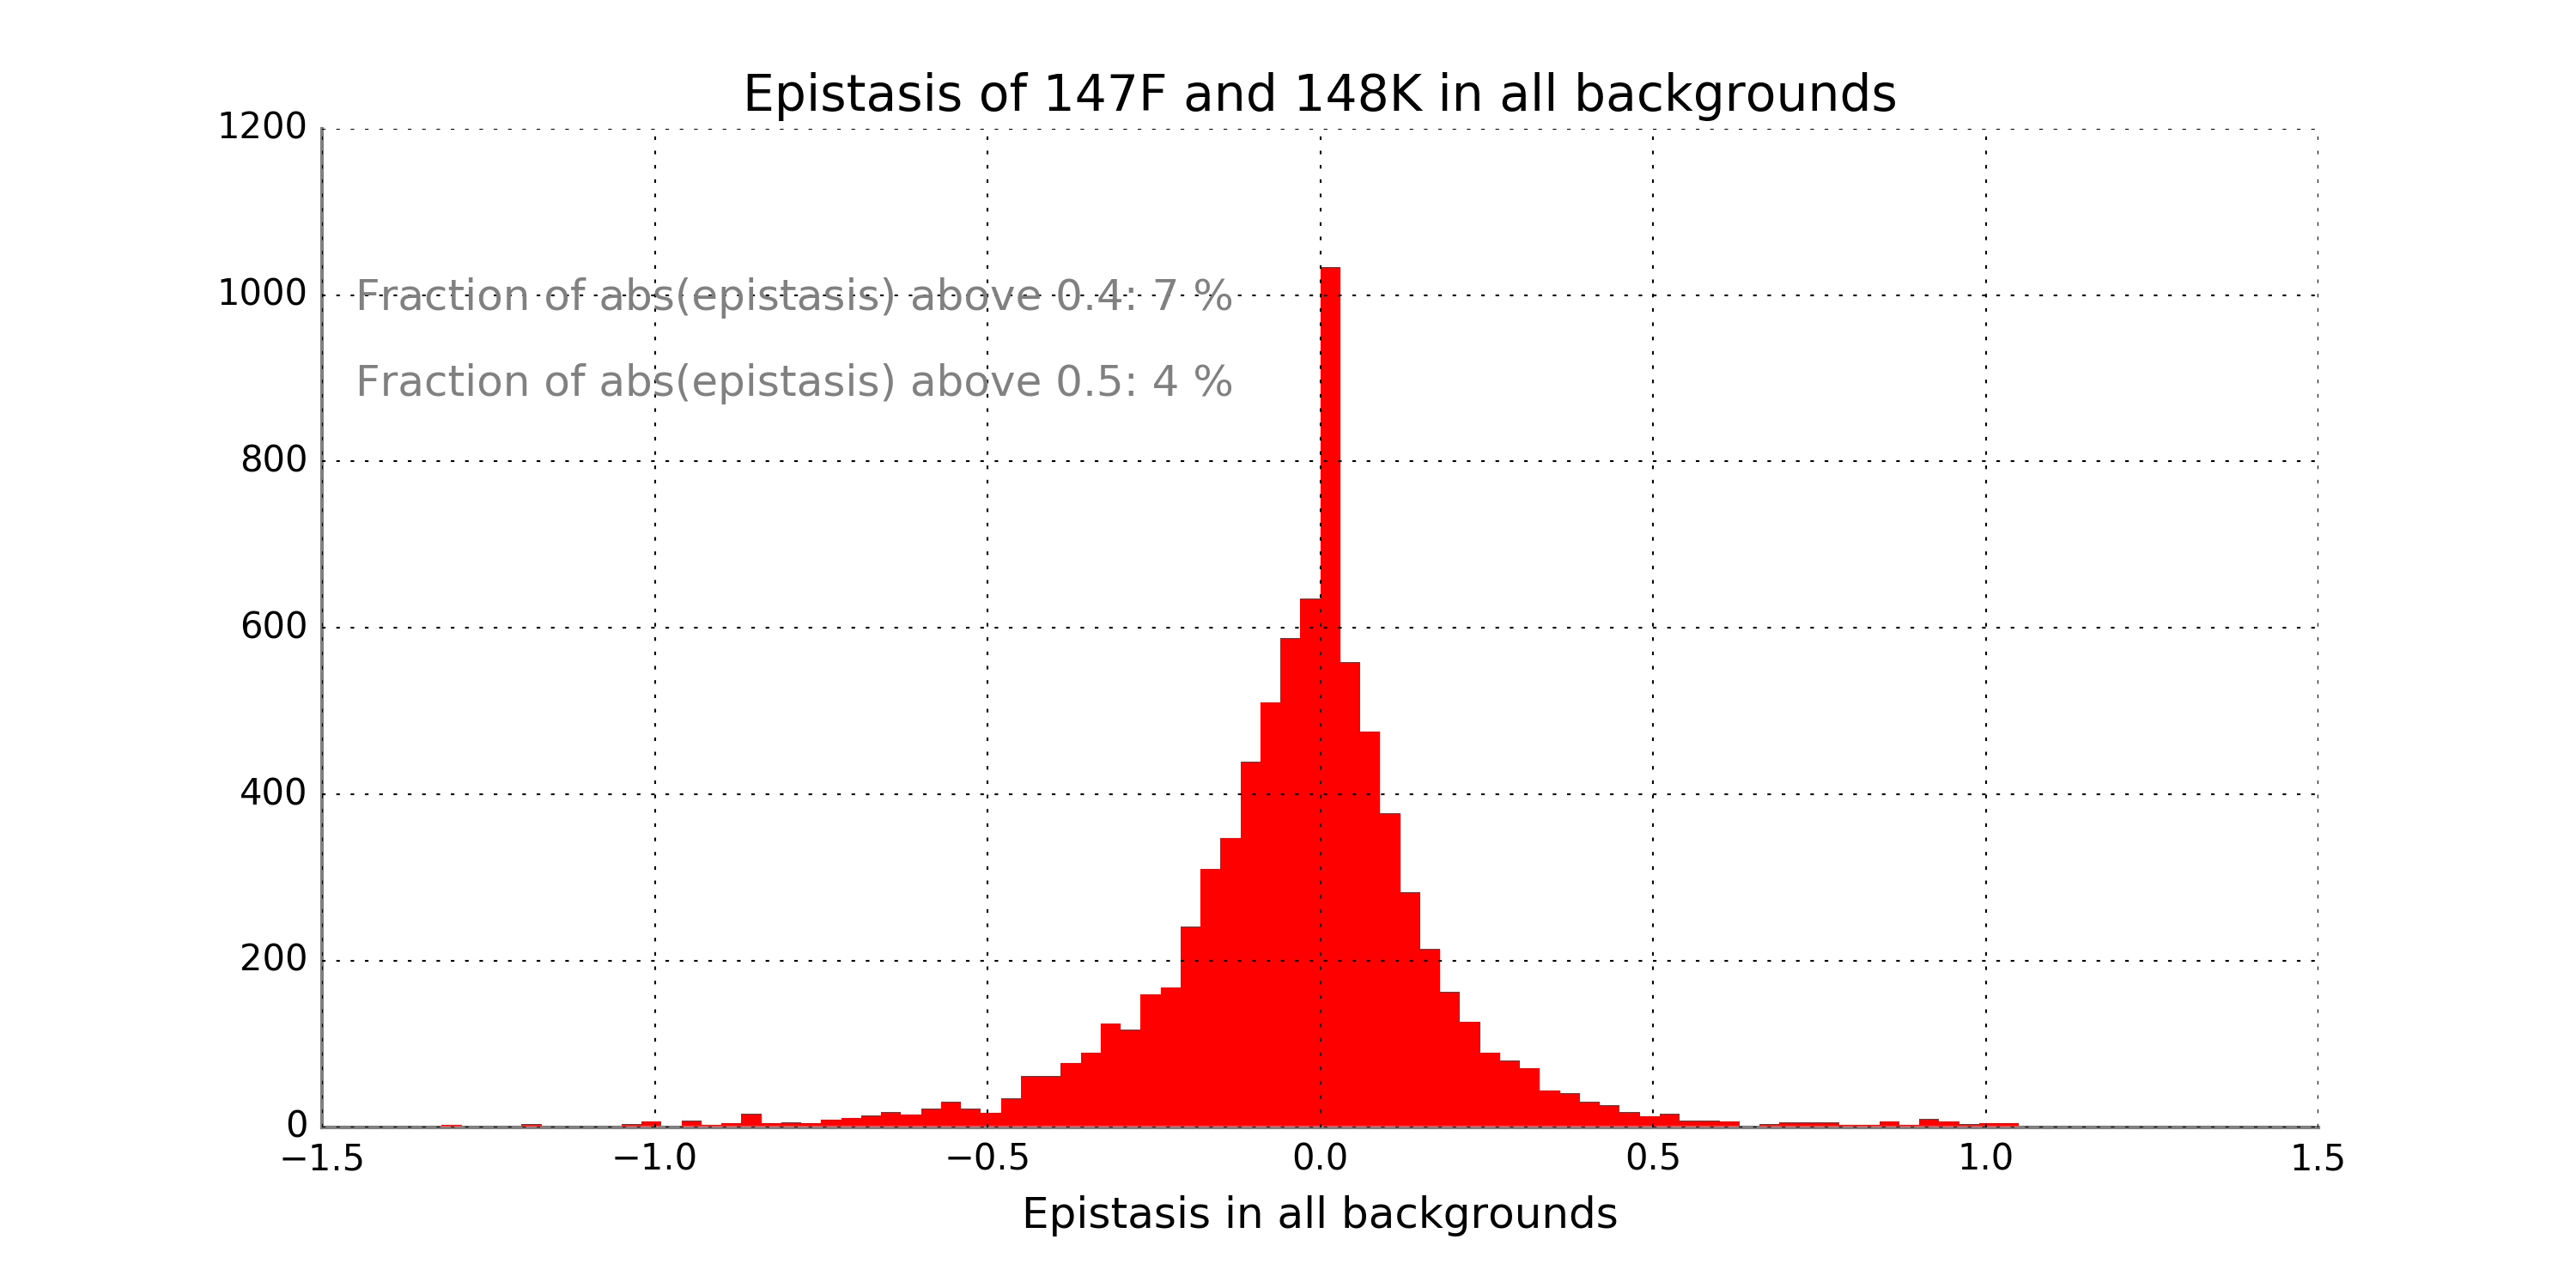 Epistasis of 147F and 148K in all backgrounds
1200
1000
800
600
400
200
0
Fraction of abs(epistasis) above 0.4: 7 %
Fraction of abs(epistasis) above 0.5: 4 %
−1.5 −1.0 −0.5 0.0 0.5 1.0 1.5
Epistasis in all backgrounds